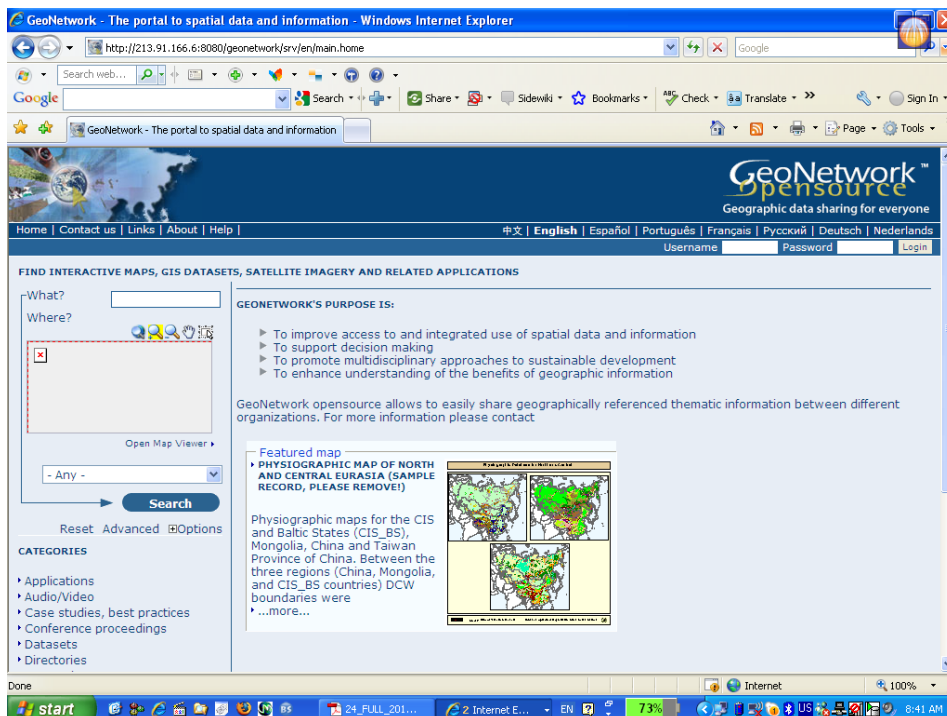 GeoNetwork - The portal to spatial data and information - Windows Internet Explorer
http://213.91.166.6:8080/geonetwork/srv/en/main.home
Google
Search web...
Google
Search
Share
Sidewiki
Bookmarks
Check
Translate
Sign In
GeoNetwork - The portal to spatial data and information
Page
Tools
GeoNetwork™
Opensource
Geographic data sharing for everyone
Home | Contact us | Links | About | Help |
中文 | English | Español | Português | Français | Русский | Deutsch | Nederlands
Username
Password
Login
FIND INTERACTIVE MAPS, GIS DATASETS, SATELLITE IMAGERY AND RELATED APPLICATIONS
What?
Where?
Open Map Viewer
- Any -
Search
Reset Advanced Options
CATEGORIES
Applications
Audio/Video
Case studies, best practices
Conference proceedings
Datasets
Directories
GEONETWORK'S PURPOSE IS:
To improve access to and integrated use of spatial data and information
To support decision making
To promote multidisciplinary approaches to sustainable development
To enhance understanding of the benefits of geographic information
GeoNetwork opensource allows to easily share geographically referenced thematic information between different
organizations. For more information please contact
Featured map
PHYSIOGRAPHIC MAP OF NORTH
AND CENTRAL EURASIA (SAMPLE
RECORD, PLEASE REMOVE!)
Physiographic maps for the CIS
and Baltic States (CIS_BS),
Mongolia, China and Taiwan
Province of China. Between the
three regions (China, Mongolia,
and CIS_BS countries) DCW
boundaries were
...more...
Done
Internet
100%
start
24_FULL_201...
2 Internet E...
EN
73%
US
8:41 AM